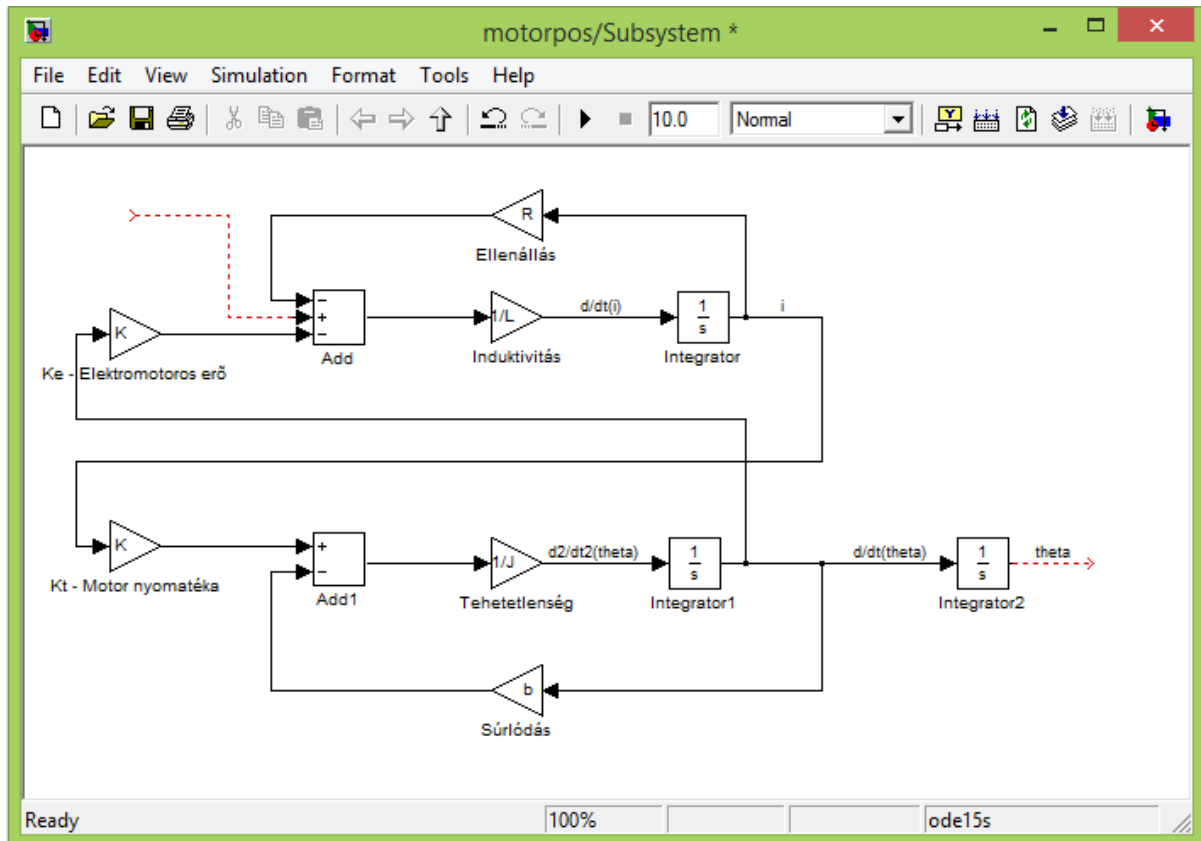 motorpos/Subsystem *
File Edit View Simulation Format Tools Help
10.0 Normal
R
Ellenállás
K
Ke - Elektromotoros erő
−
+
−
Add
1/L
Induktivitás
d/dt(i)
1
s
Integrator
i
K
Kt - Motor nyomatéka
+
−
Add1
1/J
Tehetetlenség
d2/dt2(theta)
1
s
Integrator1
d/dt(theta)
1
s
Integrator2
theta
b
Súrlódás
Ready 100% ode15s